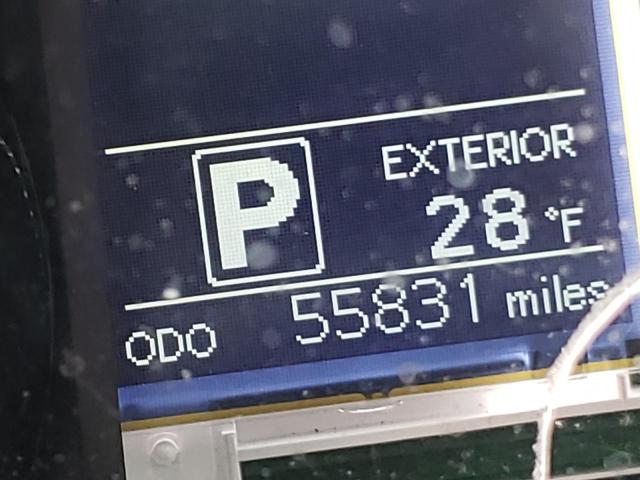 P
EXTERIOR
28 °F
ODO 55831 miles